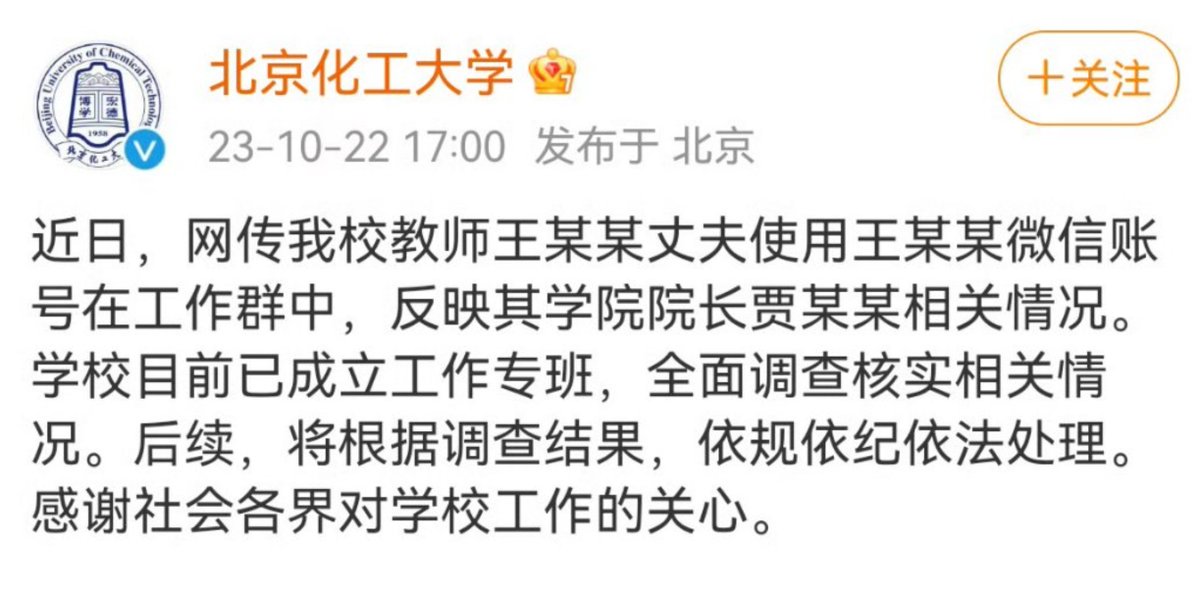 Beijing University of Chemical Technology
博学 宏德
1958
北京化工大
北京化工大学
+关注
23-10-22 17:00 发布于 北京
近日，网传我校教师王某某丈夫使用王某某微信账
号在工作群中，反映其学院院长贾某某相关情况。
学校目前已成立工作专班，全面调查核实相关情
况。后续，将根据调查结果，依规依纪依法处理。
感谢社会各界对学校工作的关心。